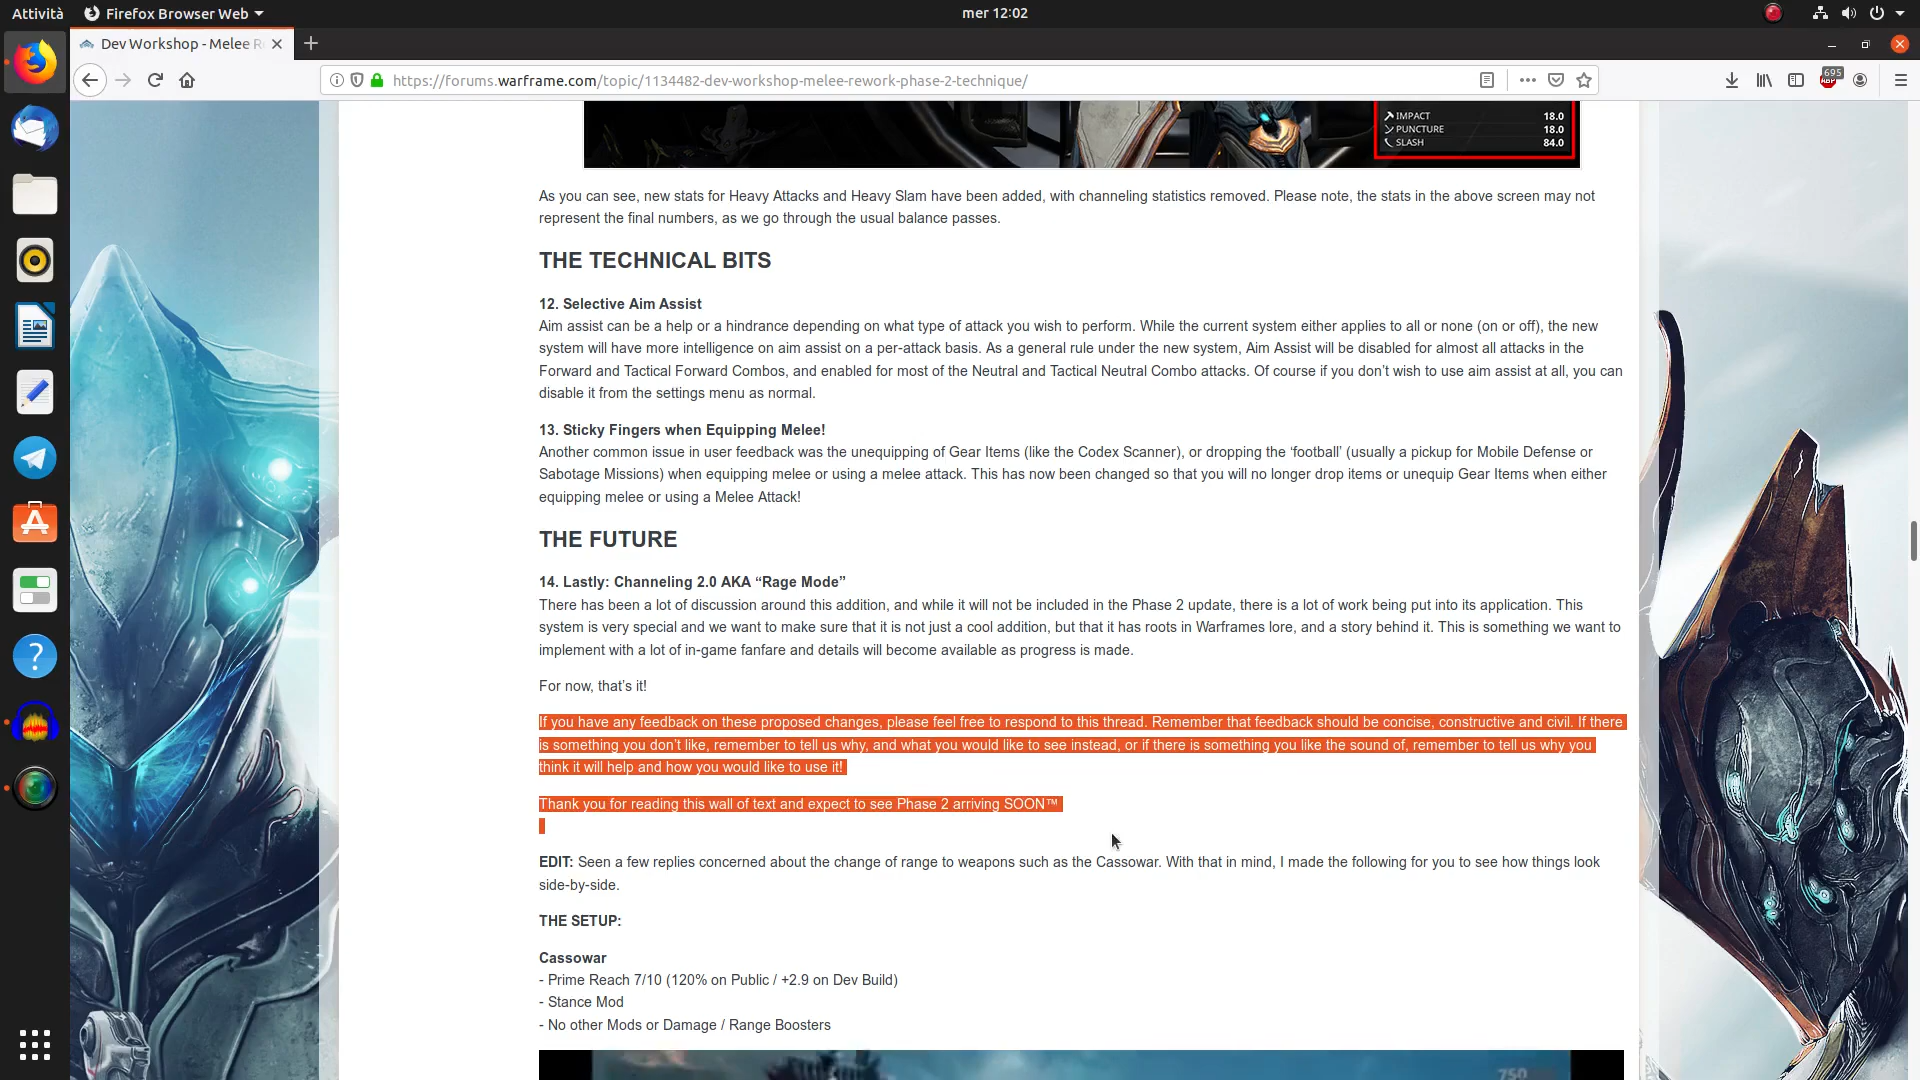 Attività
Firefox Browser Web
mer 12:02
Dev Workshop - Melee R
https://forums.warframe.com/topic/1134482-dev-workshop-melee-rework-phase-2-technique/
695
ABP
IMPACT 18.0
PUNCTURE 18.0
SLASH 84.0
As you can see, new stats for Heavy Attacks and Heavy Slam have been added, with channeling statistics removed. Please note, the stats in the above screen may not
represent the final numbers, as we go through the usual balance passes.
THE TECHNICAL BITS
12. Selective Aim Assist
Aim assist can be a help or a hindrance depending on what type of attack you wish to perform. While the current system either applies to all or none (on or off), the new
system will have more intelligence on aim assist on a per-attack basis. As a general rule under the new system, Aim Assist will be disabled for almost all attacks in the
Forward and Tactical Forward Combos, and enabled for most of the Neutral and Tactical Neutral Combo attacks. Of course if you don’t wish to use aim assist at all, you can
disable it from the settings menu as normal.
13. Sticky Fingers when Equipping Melee!
Another common issue in user feedback was the unequipping of Gear Items (like the Codex Scanner), or dropping the ‘football’ (usually a pickup for Mobile Defense or
Sabotage Missions) when equipping melee or using a melee attack. This has now been changed so that you will no longer drop items or unequip Gear Items when either
equipping melee or using a Melee Attack!
THE FUTURE
14. Lastly: Channeling 2.0 AKA “Rage Mode”
There has been a lot of discussion around this addition, and while it will not be included in the Phase 2 update, there is a lot of work being put into its application. This
system is very special and we want to make sure that it is not just a cool addition, but that it has roots in Warframes lore, and a story behind it. This is something we want to
implement with a lot of in-game fanfare and details will become available as progress is made.
For now, that’s it!
If you have any feedback on these proposed changes, please feel free to respond to this thread. Remember that feedback should be concise, constructive and civil. If there
is something you don’t like, remember to tell us why, and what you would like to see instead, or if there is something you like the sound of, remember to tell us why you
think it will help and how you would like to use it!
Thank you for reading this wall of text and expect to see Phase 2 arriving SOON™
EDIT: Seen a few replies concerned about the change of range to weapons such as the Cassowar. With that in mind, I made the following for you to see how things look
side-by-side.
THE SETUP:
Cassowar
- Prime Reach 7/10 (120% on Public / +2.9 on Dev Build)
- Stance Mod
- No other Mods or Damage / Range Boosters
750